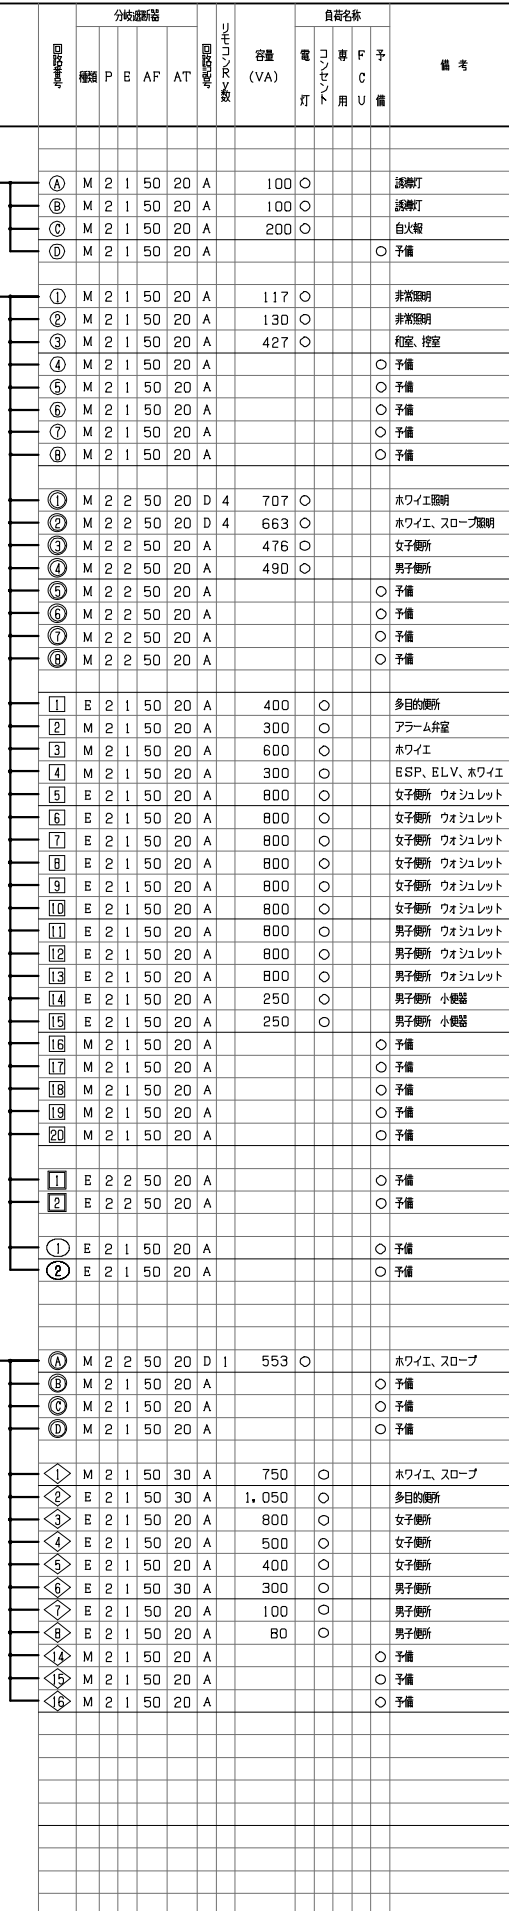 分岐遮断器 負荷名称
回路番号 種類 P E AF AT 回路記号 リモコンRy数 容量(VA) 電灯 コンセント 専用 FCU 予備 備考
Ⓐ M 2 1 50 20 A 100 ○ 誘導灯
Ⓑ M 2 1 50 20 A 100 ○ 誘導灯
Ⓒ M 2 1 50 20 A 200 ○ 自火報
Ⓓ M 2 1 50 20 A ○ 予備
① M 2 1 50 20 A 117 ○ 非常照明
② M 2 1 50 20 A 130 ○ 非常照明
③ M 2 1 50 20 A 427 ○ 和室、控室
④ M 2 1 50 20 A ○ 予備
⑤ M 2 1 50 20 A ○ 予備
⑥ M 2 1 50 20 A ○ 予備
⑦ M 2 1 50 20 A ○ 予備
⑧ M 2 1 50 20 A ○ 予備
① M 2 2 50 20 D 4 707 ○ ホワイエ照明
② M 2 2 50 20 D 4 663 ○ ホワイエ、スロープ照明
③ M 2 2 50 20 A 476 ○ 女子便所
④ M 2 2 50 20 A 490 ○ 男子便所
⑤ M 2 2 50 20 A ○ 予備
⑥ M 2 2 50 20 A ○ 予備
⑦ M 2 2 50 20 A ○ 予備
⑧ M 2 2 50 20 A ○ 予備
1 E 2 1 50 20 A 400 ○ 多目的便所
2 M 2 1 50 20 A 300 ○ アラーム弁室
3 M 2 1 50 20 A 600 ○ ホワイエ
4 M 2 1 50 20 A 300 ○ ESP、ELV、ホワイエ
5 E 2 1 50 20 A 800 ○ 女子便所 ウォシュレット
6 E 2 1 50 20 A 800 ○ 女子便所 ウォシュレット
7 E 2 1 50 20 A 800 ○ 女子便所 ウォシュレット
8 E 2 1 50 20 A 800 ○ 女子便所 ウォシュレット
9 E 2 1 50 20 A 800 ○ 女子便所 ウォシュレット
10 E 2 1 50 20 A 800 ○ 女子便所 ウォシュレット
11 E 2 1 50 20 A 800 ○ 男子便所 ウォシュレット
12 E 2 1 50 20 A 800 ○ 男子便所 ウォシュレット
13 E 2 1 50 20 A 800 ○ 男子便所 ウォシュレット
14 E 2 1 50 20 A 250 ○ 男子便所 小便器
15 E 2 1 50 20 A 250 ○ 男子便所 小便器
16 M 2 1 50 20 A ○ 予備
17 M 2 1 50 20 A ○ 予備
18 M 2 1 50 20 A ○ 予備
19 M 2 1 50 20 A ○ 予備
20 M 2 1 50 20 A ○ 予備
1 E 2 2 50 20 A ○ 予備
2 E 2 2 50 20 A ○ 予備
① E 2 1 50 20 A ○ 予備
② E 2 1 50 20 A ○ 予備
Ⓐ M 2 2 50 20 D 1 553 ○ ホワイエ、スロープ
Ⓑ M 2 1 50 20 A ○ 予備
Ⓒ M 2 1 50 20 A ○ 予備
Ⓓ M 2 1 50 20 A ○ 予備
1 M 2 1 50 30 A 750 ○ ホワイエ、スロープ
2 E 2 1 50 30 A 1,050 ○ 多目的便所
3 E 2 1 50 20 A 800 ○ 女子便所
4 E 2 1 50 20 A 500 ○ 女子便所
5 E 2 1 50 20 A 400 ○ 女子便所
6 E 2 1 50 30 A 300 ○ 男子便所
7 E 2 1 50 20 A 100 ○ 男子便所
8 E 2 1 50 20 A 80 ○ 男子便所
14 M 2 1 50 20 A ○ 予備
15 M 2 1 50 20 A ○ 予備
16 M 2 1 50 20 A ○ 予備